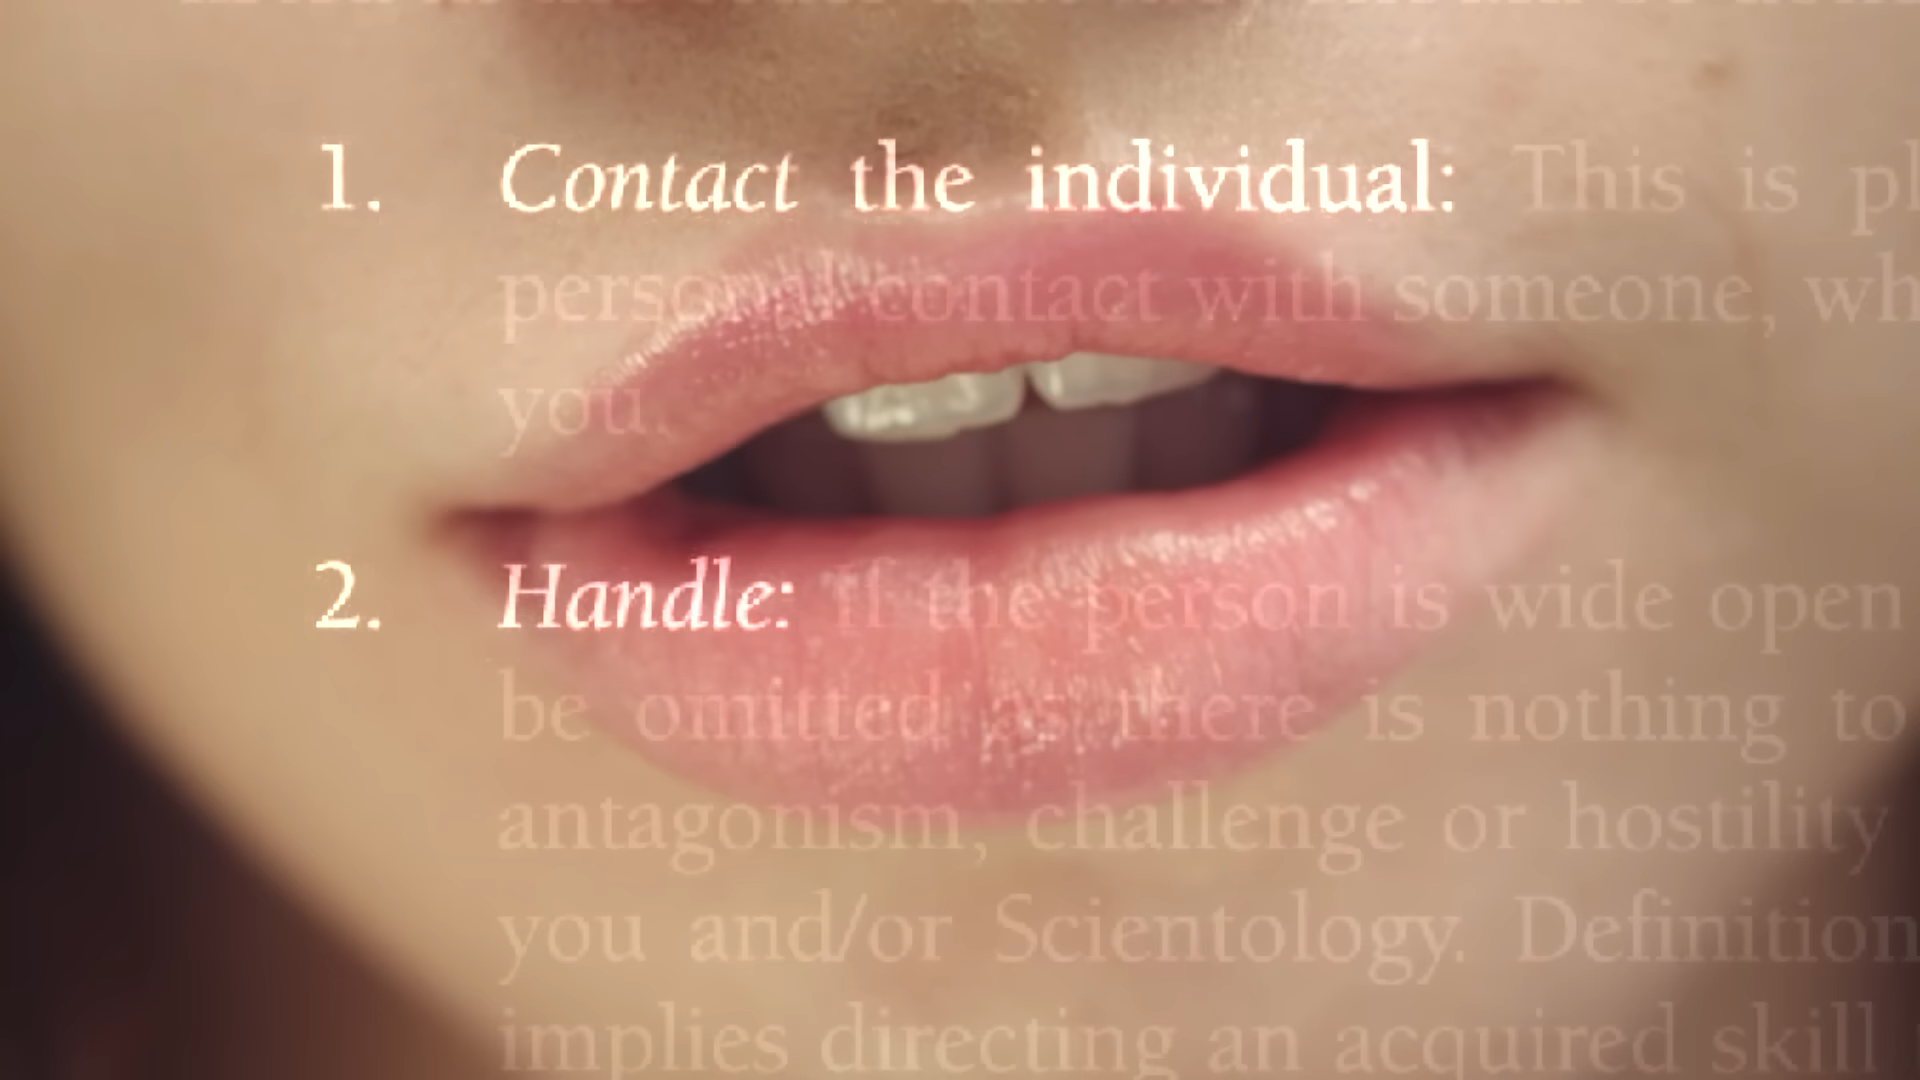 1. Contact the individual: This is
personal contact with someone,
you.
2. Handle: If the person is wide open
be omitted as there is nothing to
antagonism, challenge or hostility
you and/or Scientology. Definition
implies directing an acquired skill